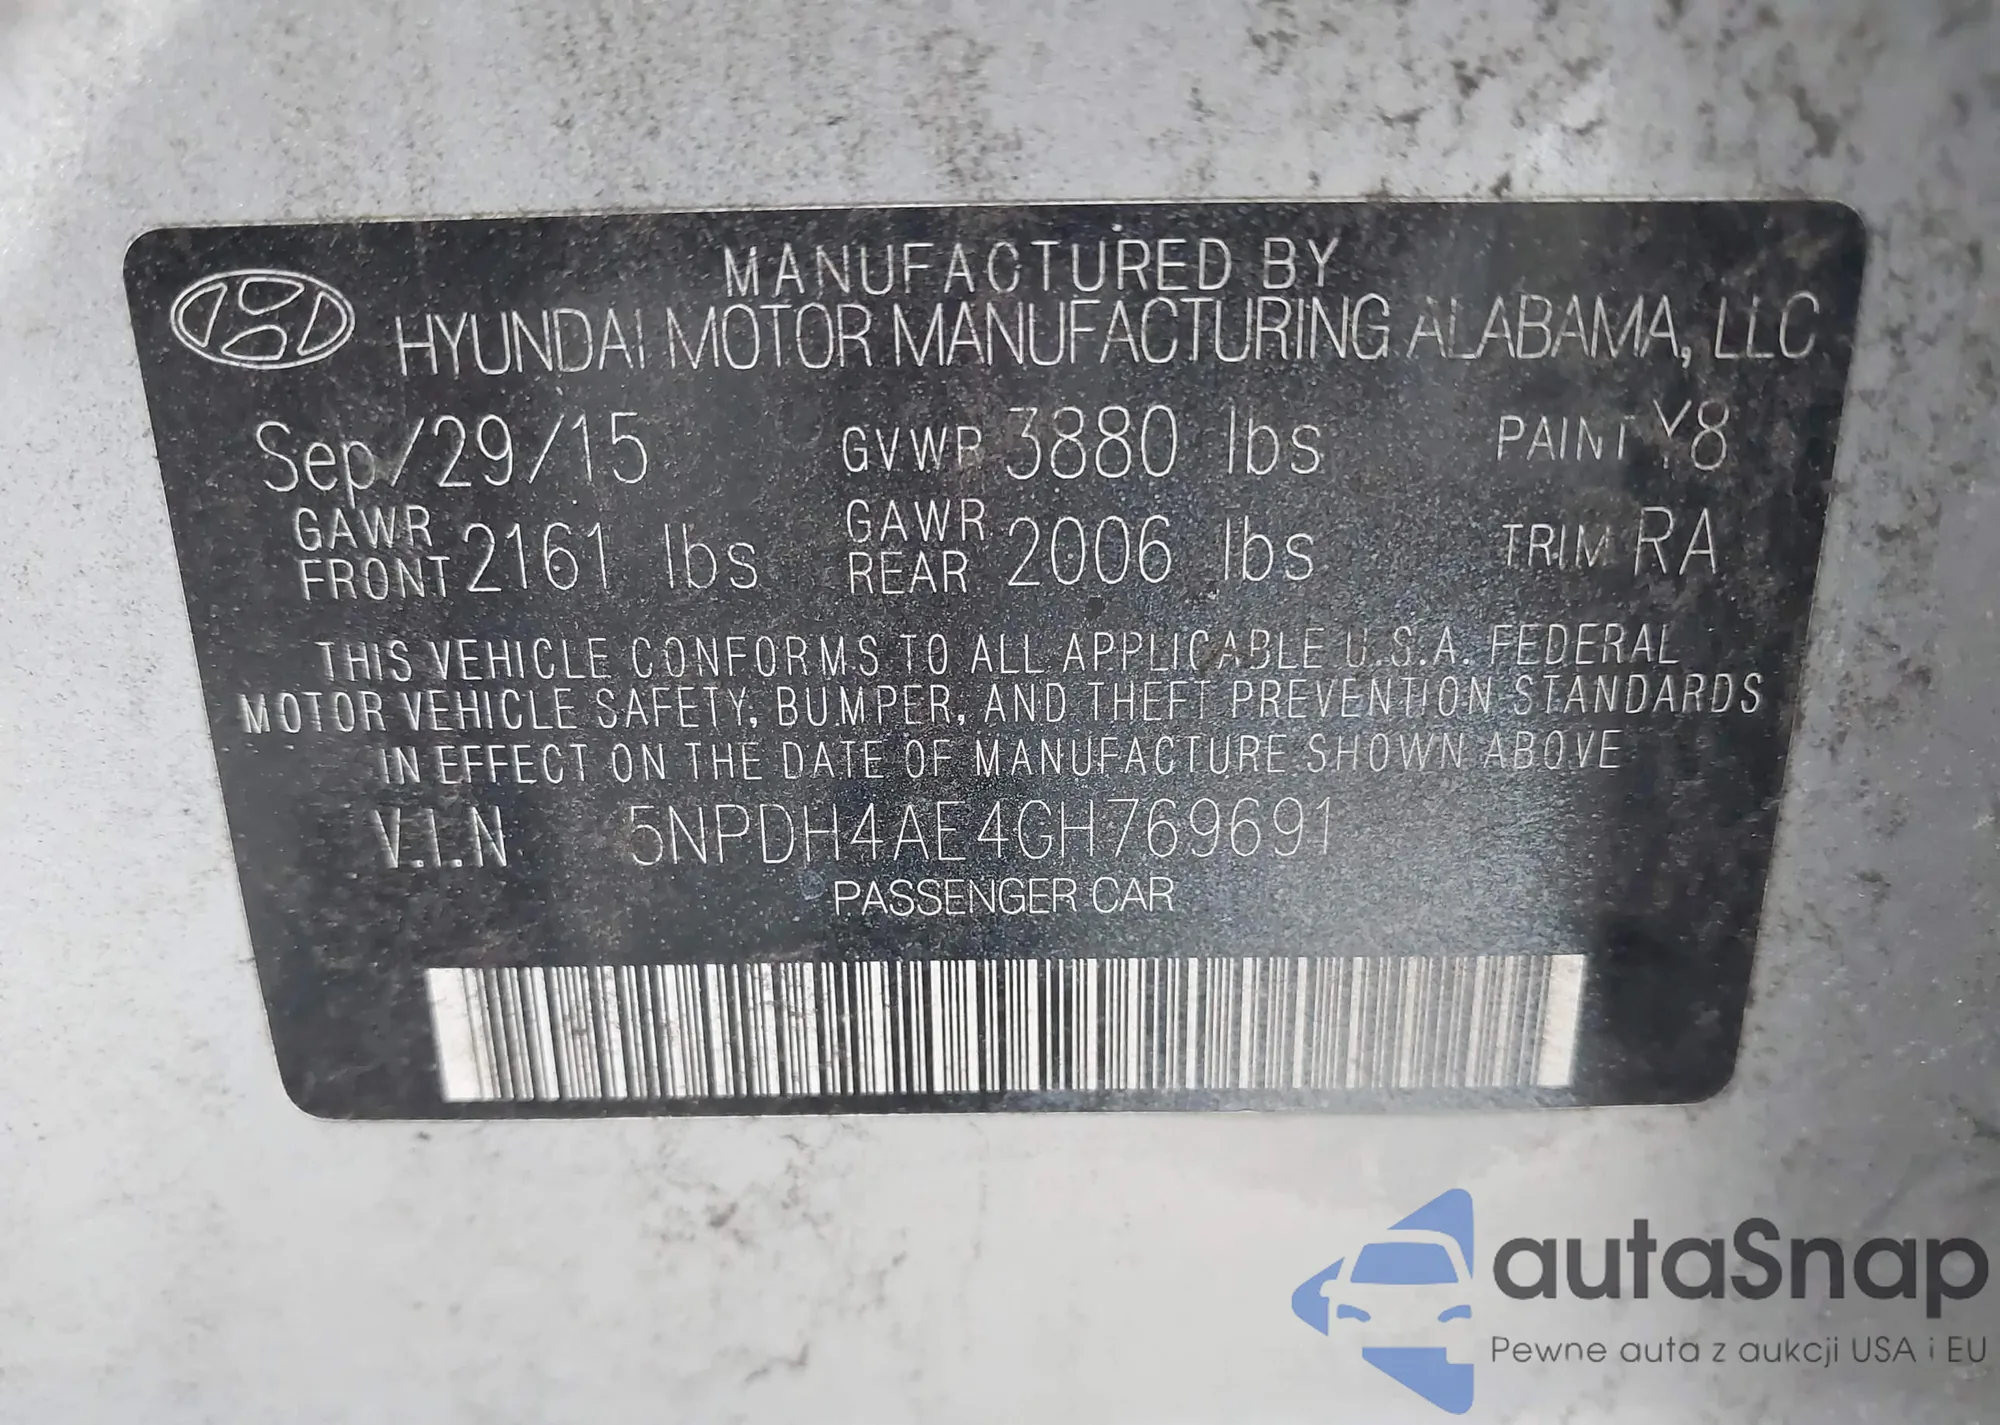 MANUFACTURED BY
HYUNDAI MOTOR MANUFACTURING ALABAMA, LLC
Sep/29/15 GVWR 3880 lbs PAINT Y8
GAWR FRONT 2161 lbs GAWR REAR 2006 lbs TRIM RA
THIS VEHICLE CONFORMS TO ALL APPLICABLE U.S.A. FEDERAL
MOTOR VEHICLE SAFETY, BUMPER, AND THEFT PREVENTION STANDARDS
IN EFFECT ON THE DATE OF MANUFACTURE SHOWN ABOVE
V.I.N 5NPDH4AE4GH769691
PASSENGER CAR
autaSnap
Pewne auta z aukcji USA i EU